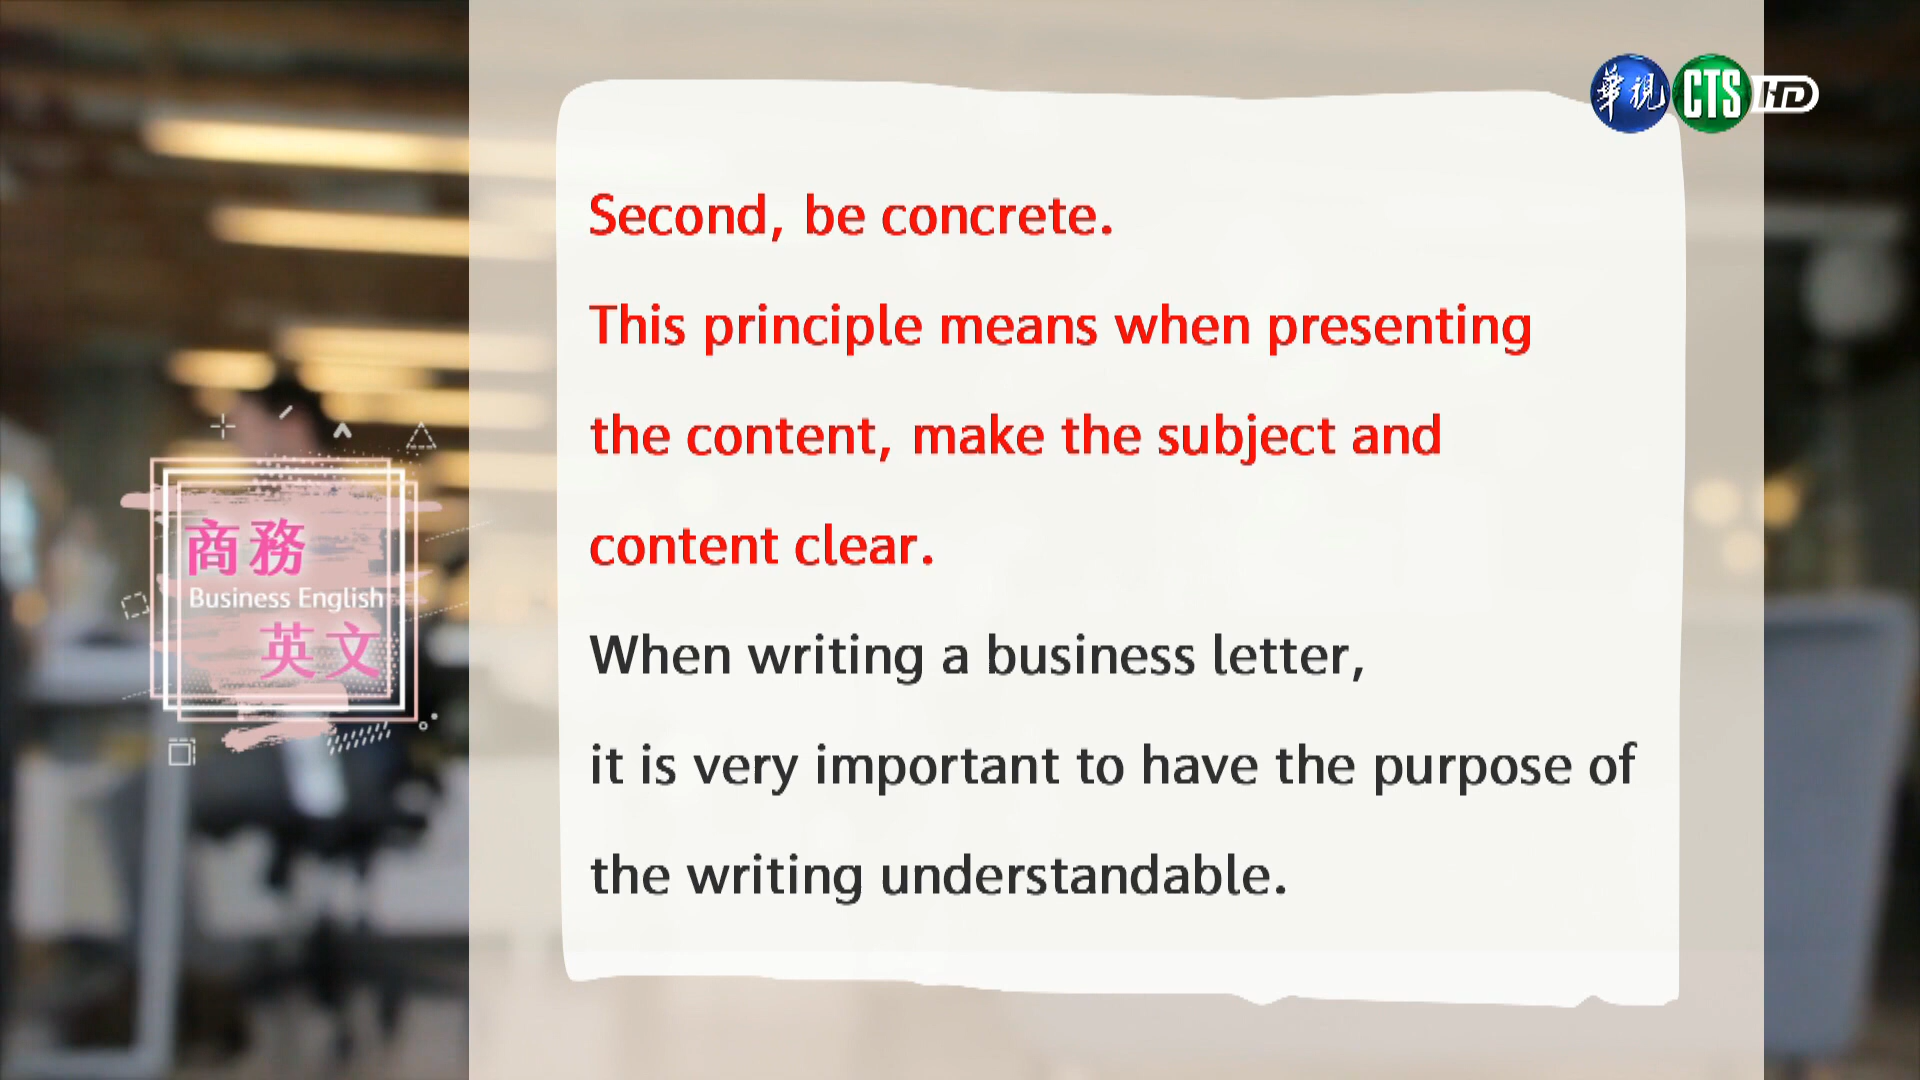 華視 CTS HD
Second, be concrete.
This principle means when presenting
the content, make the subject and
content clear.
When writing a business letter,
it is very important to have the purpose of
the writing understandable.
商務
Business English
英文